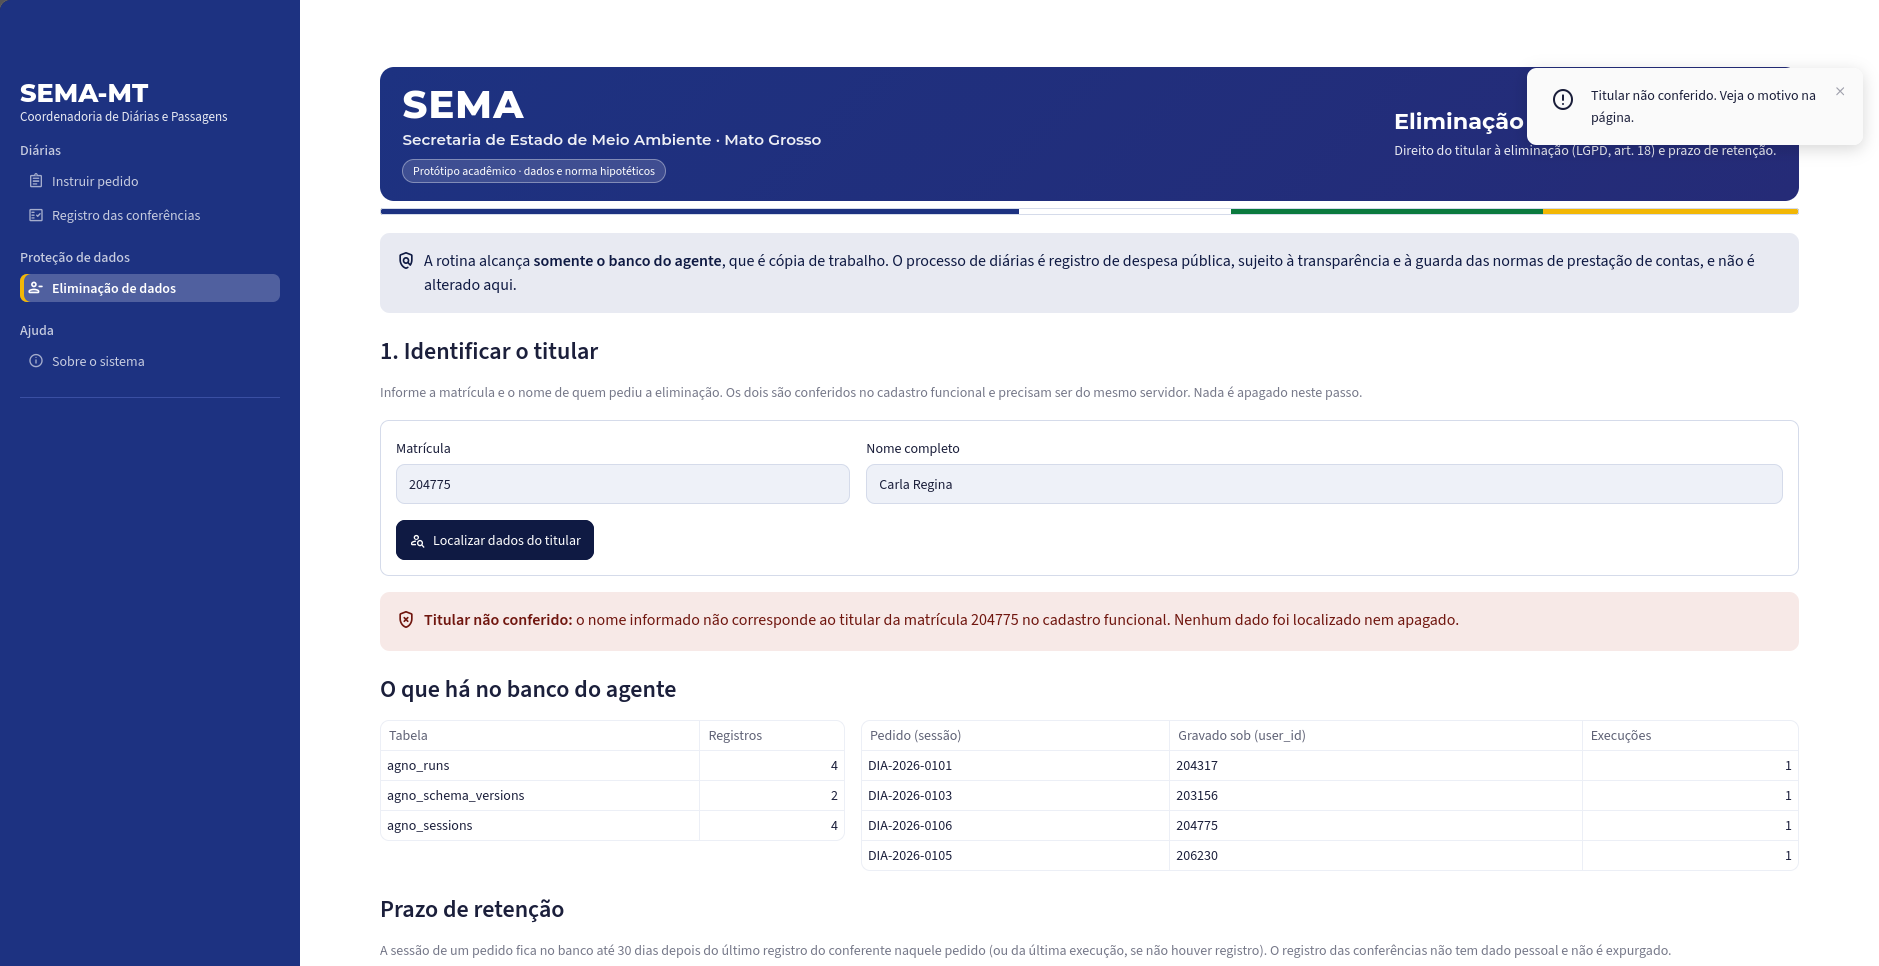 SEMA-MT
Coordenadoria de Diárias e Passagens
Diárias
Instruir pedido
Registro das conferências
Proteção de dados
Eliminação de dados
Ajuda
Sobre o sistema
SEMA
Secretaria de Estado de Meio Ambiente · Mato Grosso
Protótipo acadêmico · dados e norma hipotéticos
Eliminação
Direito do titular à eliminação (LGPD, art. 18) e prazo de retenção.
Titular não conferido. Veja o motivo na
página.
A rotina alcança somente o banco do agente, que é cópia de trabalho. O processo de diárias é registro de despesa pública, sujeito à transparência e à guarda das normas de prestação de contas, e não é
alterado aqui.
1. Identificar o titular
Informe a matrícula e o nome de quem pediu a eliminação. Os dois são conferidos no cadastro funcional e precisam ser do mesmo servidor. Nada é apagado neste passo.
Matrícula
Nome completo
204775
Carla Regina
Localizar dados do titular
Titular não conferido: o nome informado não corresponde ao titular da matrícula 204775 no cadastro funcional. Nenhum dado foi localizado nem apagado.
O que há no banco do agente
Tabela Registros
agno_runs 4
agno_schema_versions 2
agno_sessions 4
Pedido (sessão) Gravado sob (user_id) Execuções
DIA-2026-0101 204317 1
DIA-2026-0103 203156 1
DIA-2026-0106 204775 1
DIA-2026-0105 206230 1
Prazo de retenção
A sessão de um pedido fica no banco até 30 dias depois do último registro do conferente naquele pedido (ou da última execução, se não houver registro). O registro das conferências não tem dado pessoal e não é expurgado.